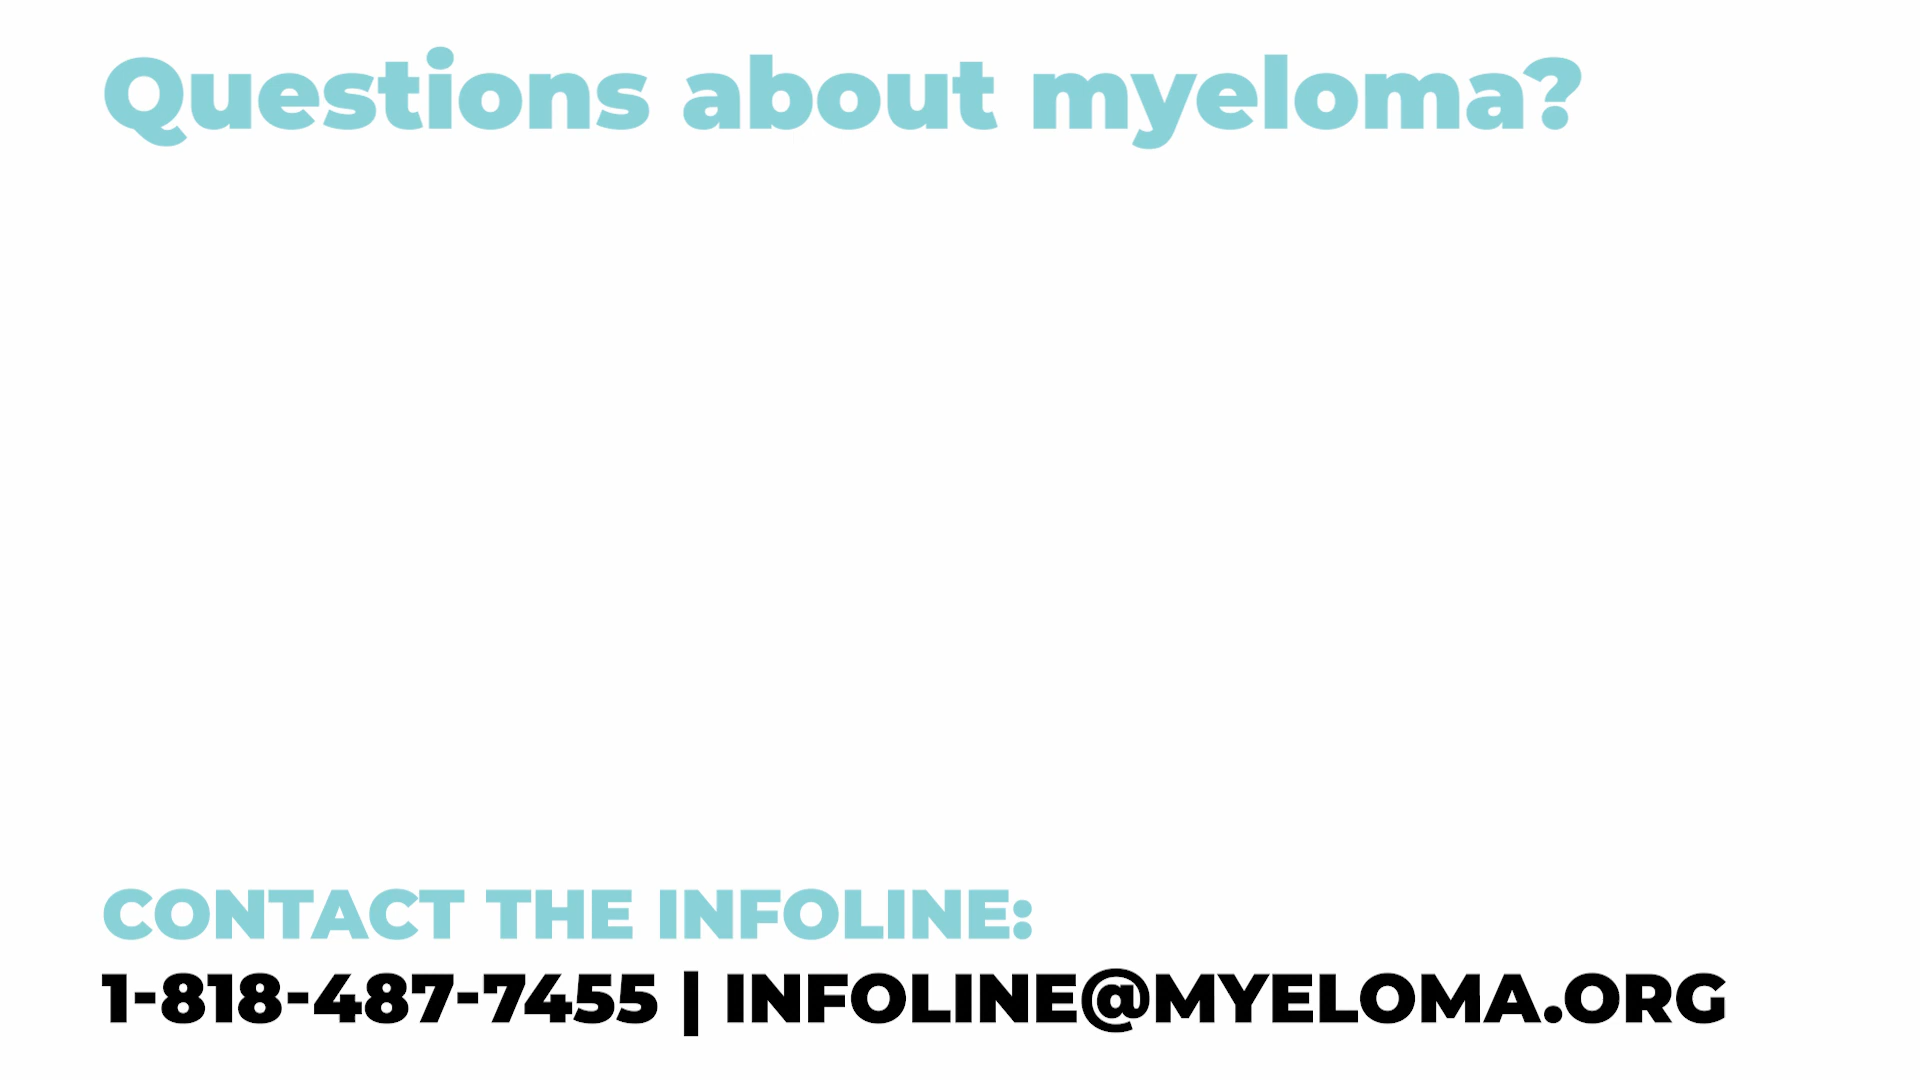 Questions about myeloma?
CONTACT THE INFOLINE:
1-818-487-7455 | INFOLINE@MYELOMA.ORG